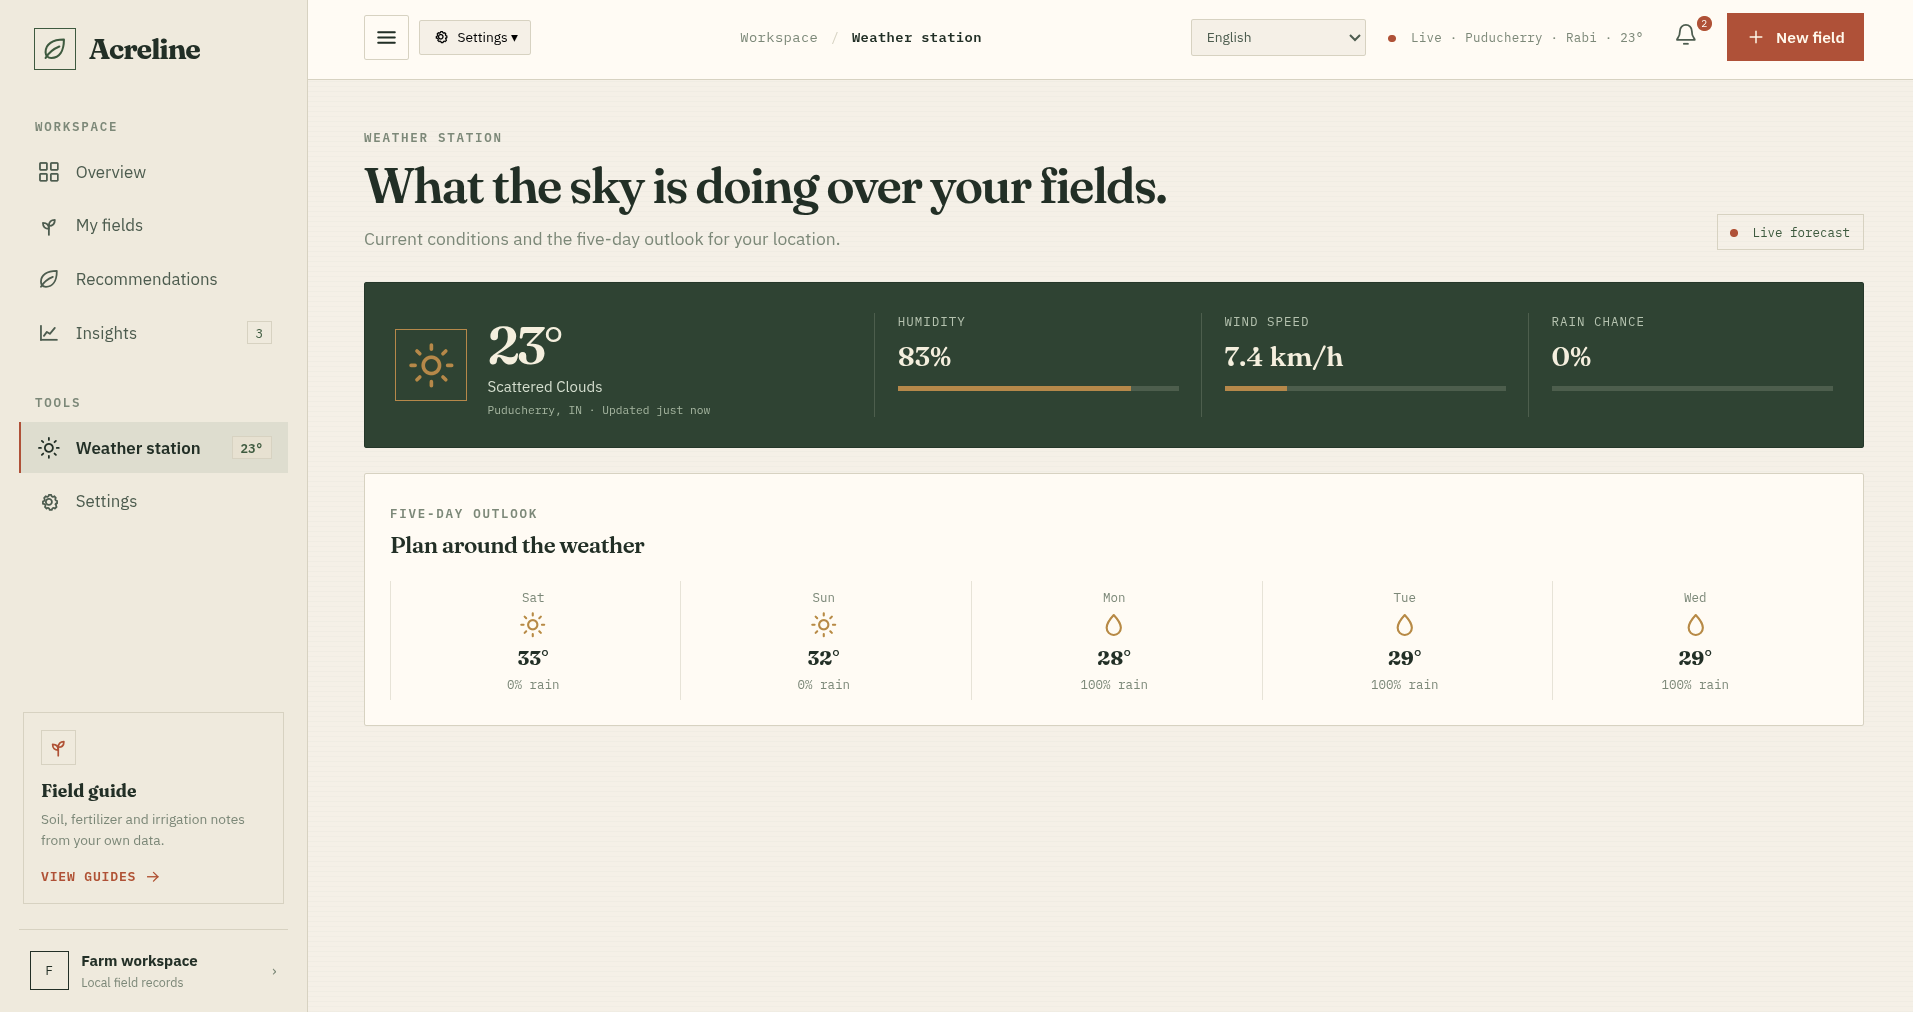 Acreline
WORKSPACE
Overview
My fields
Recommendations
Insights 3
TOOLS
Weather station 23°
Settings
Field guide
Soil, fertilizer and irrigation notes
from your own data.
VIEW GUIDES →
F
Farm workspace
Local field records
›
Settings ▾
Workspace / Weather station
English
Live · Puducherry · Rabi · 23°
2
+ New field
WEATHER STATION
What the sky is doing over your fields.
Current conditions and the five-day outlook for your location.
Live forecast
23°
Scattered Clouds
Puducherry, IN · Updated just now
HUMIDITY
83%
WIND SPEED
7.4 km/h
RAIN CHANCE
0%
FIVE-DAY OUTLOOK
Plan around the weather
Sat
33°
0% rain
Sun
32°
0% rain
Mon
28°
100% rain
Tue
29°
100% rain
Wed
29°
100% rain